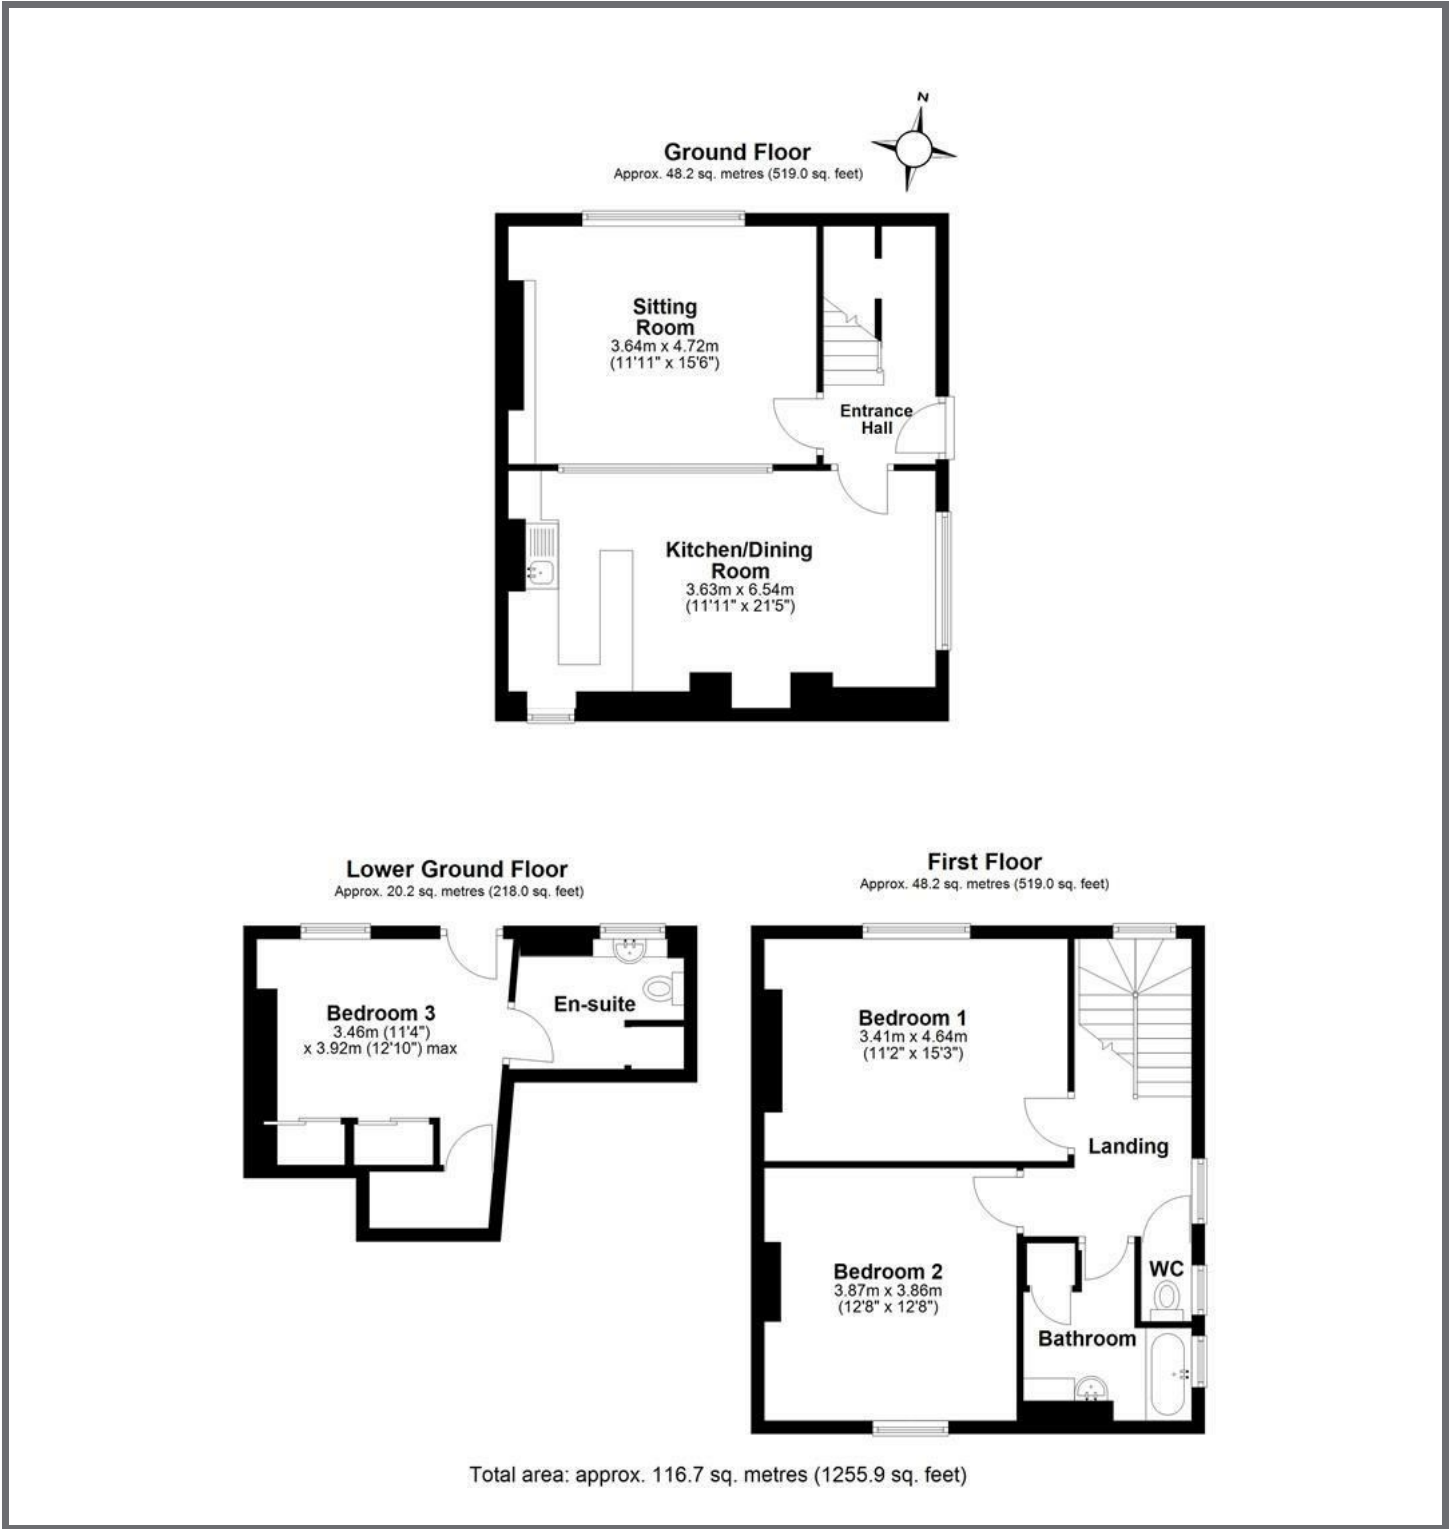 N
Ground Floor
Approx. 48.2 sq. metres (519.0 sq. feet)
Sitting
Room
3.64m x 4.72m
(11'11" x 15'6")
Entrance
Hall
Kitchen/Dining
Room
3.63m x 6.54m
(11'11" x 21'5")
Lower Ground Floor
Approx. 20.2 sq. metres (218.0 sq. feet)
Bedroom 3
3.46m (11'4")
x 3.92m (12'10") max
En-suite
First Floor
Approx. 48.2 sq. metres (519.0 sq. feet)
Bedroom 1
3.41m x 4.64m
(11'2" x 15'3")
Landing
Bedroom 2
3.87m x 3.86m
(12'8" x 12'8")
WC
Bathroom
Total area: approx. 116.7 sq. metres (1255.9 sq. feet)